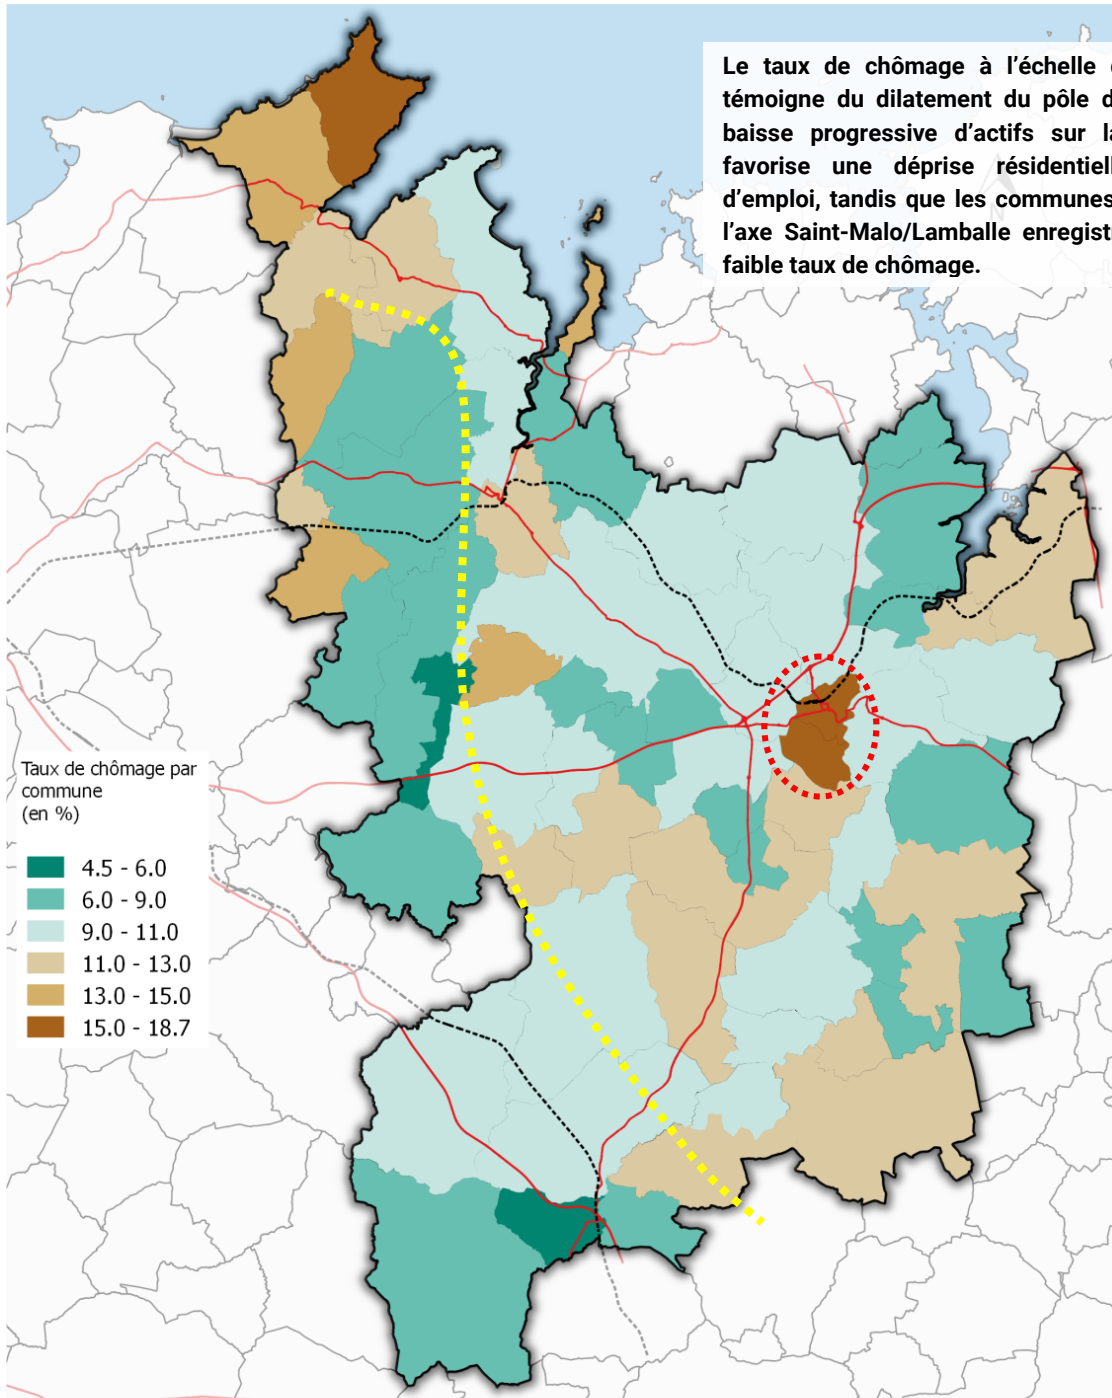 Le taux de chômage à l’échelle
témoigne du dilatement du pôle
baisse progressive d’actifs sur
favorise une déprise
d’emploi, tandis que les communes
l’axe Saint-Malo/Lamballe
faible taux de chômage.
Taux de chômage par
commune
(en %)
4.5 - 6.0
6.0 - 9.0
9.0 - 11.0
11.0 - 13.0
13.0 - 15.0
15.0 - 18.7